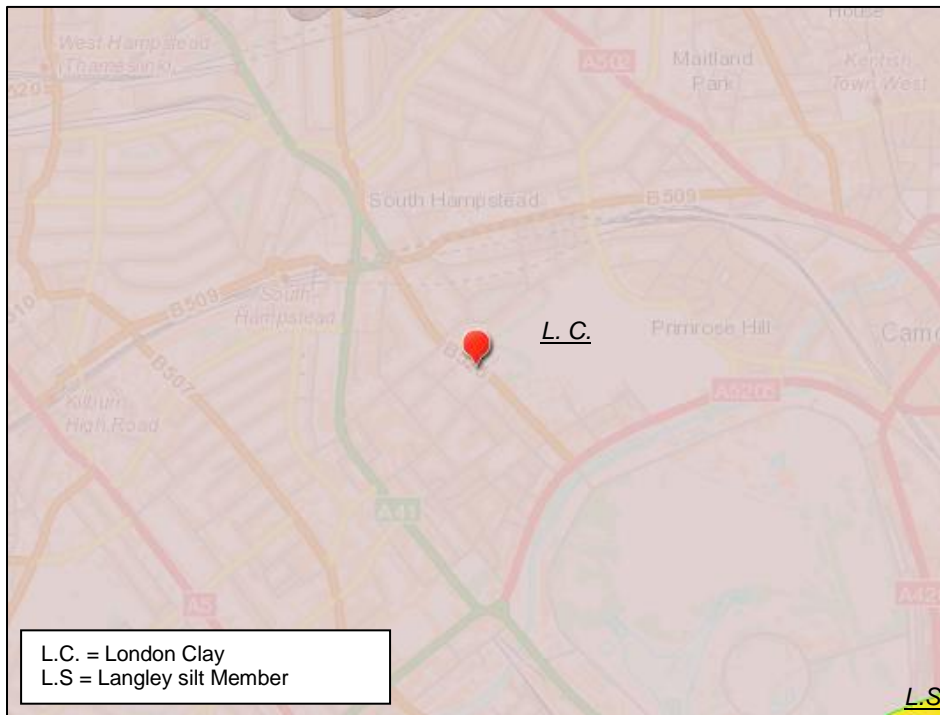 House
West Hampstead
(Thameslink)
A502
Maitland
Park
Kentish
Town West
South Hampstead
B509
B509
South
Hampstead
L. C.
Primrose Hill
B507
A5205
Kilburn
High Road
A41
A5
L.C. = London Clay
L.S = Langley silt Member
L.S